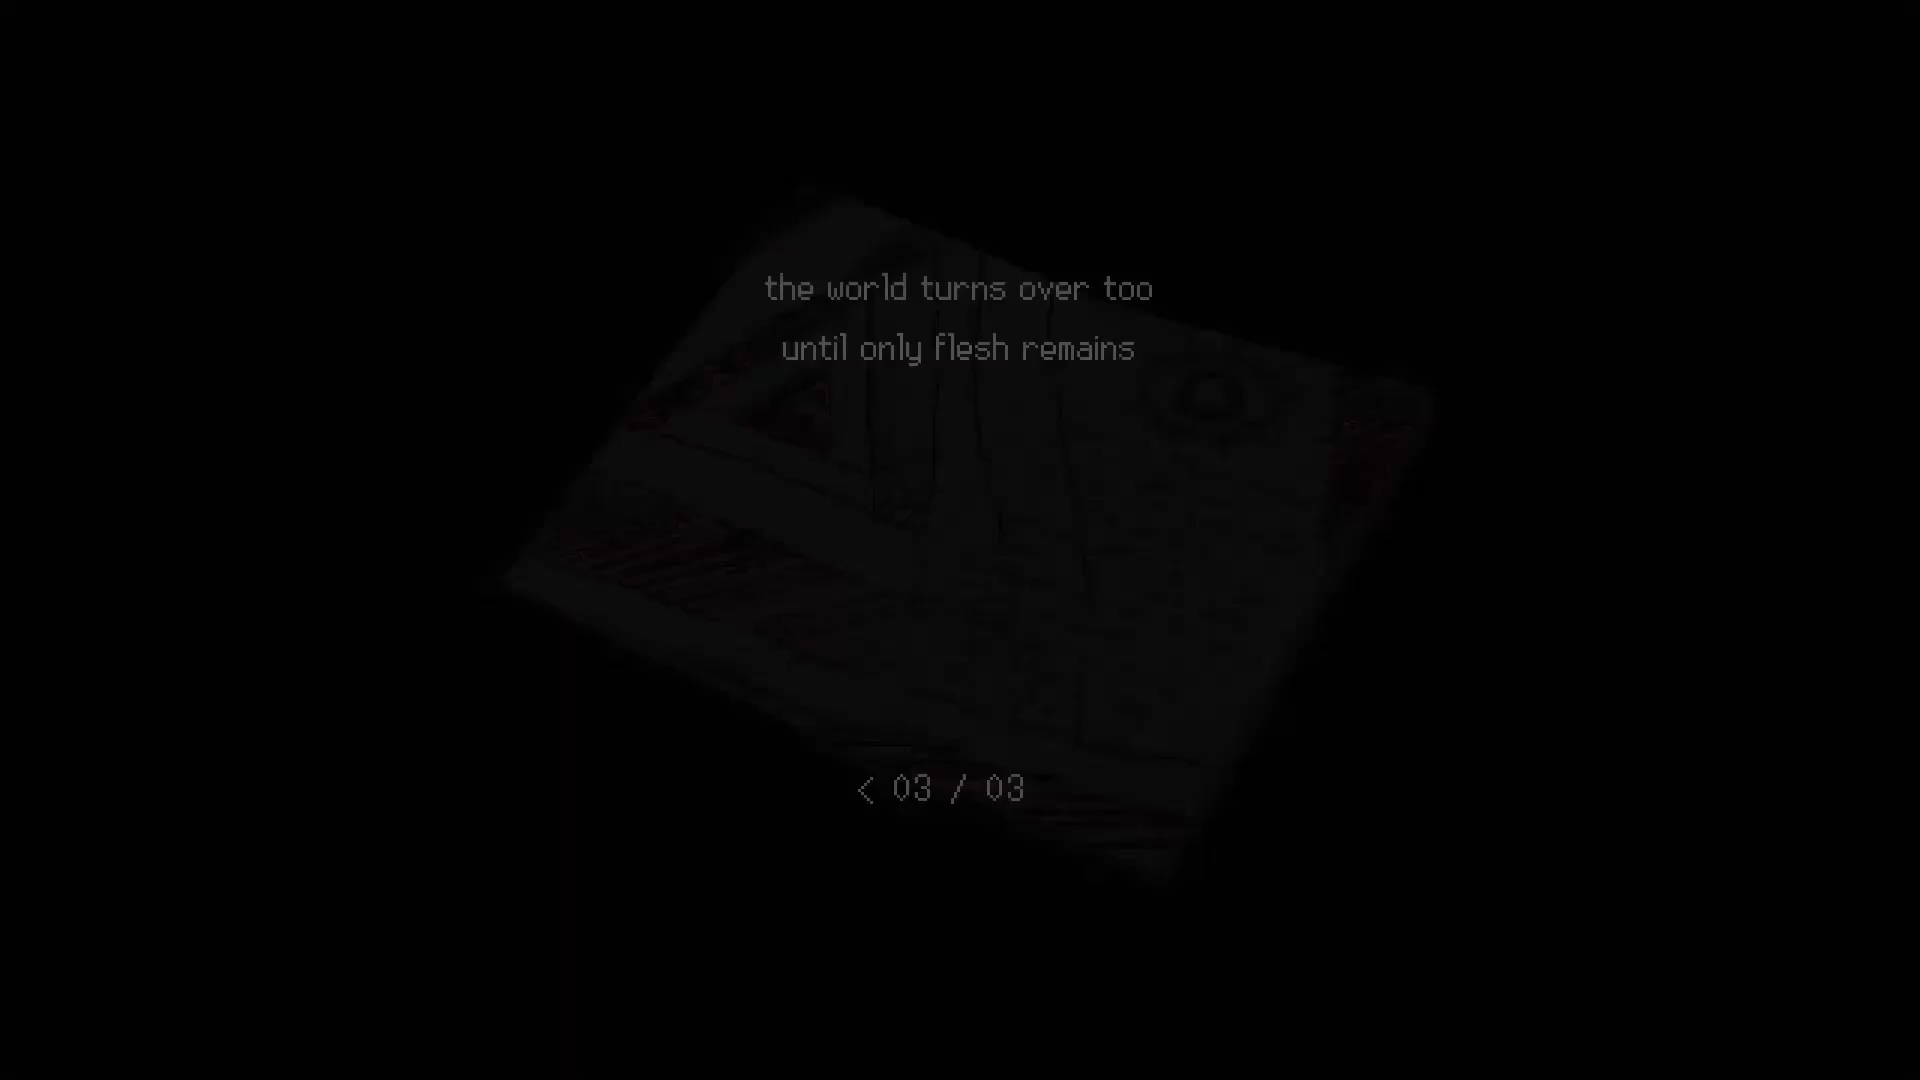 the world turns over too
until only flesh remains
< 03 / 03